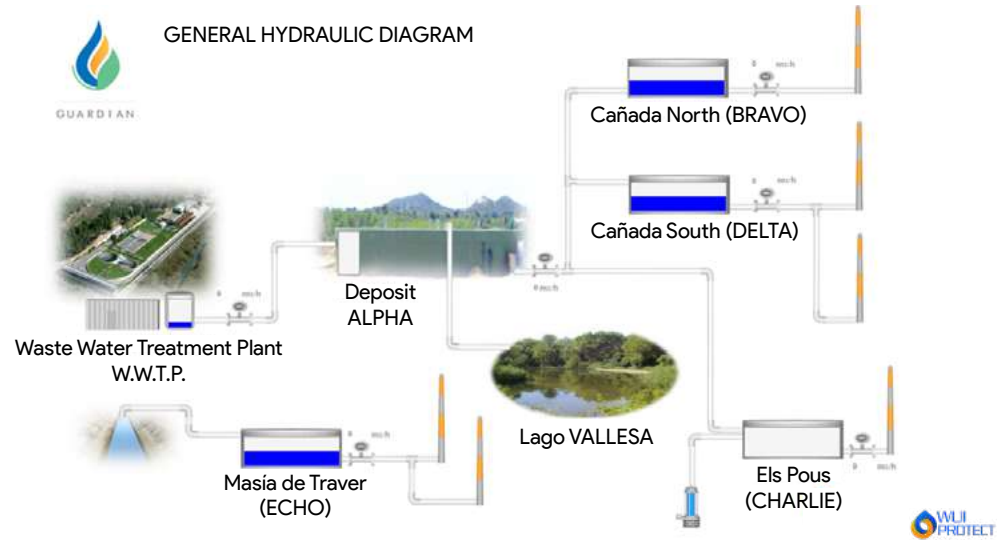 GENERAL HYDRAULIC DIAGRAM
GUARDIAN
Cañada North (BRAVO)
Cañada South (DELTA)
Deposit
ALPHA
Waste Water Treatment Plant
W.W.T.P.
Lago VALLESA
Masía de Traver
(ECHO)
Els Pous
(CHARLIE)
WUI
PROTECT